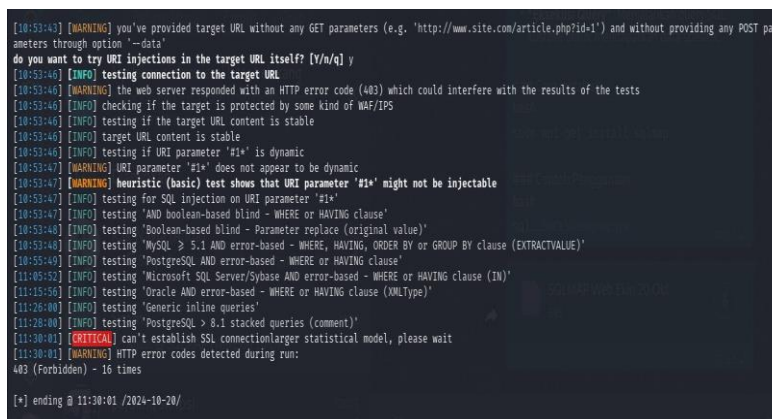 [10:53:43] [WARNING] you've provided target URL without any GET parameters (e.g. 'http://www.site.com/article.php?id=1') and without providing any POST pa
ameters through option '--data'
do you want to try URI injections in the target URL itself? [Y/n/q] y
[10:53:46] [INFO] testing connection to the target URL
[10:53:46] [WARNING] the web server responded with an HTTP error code (403) which could interfere with the results of the tests
[10:53:46] [INFO] checking if the target is protected by some kind of WAF/IPS
[10:53:46] [INFO] testing if the target URL content is stable
[10:53:46] [INFO] target URL content is stable
[10:53:46] [INFO] testing if URI parameter '#1*' is dynamic
[10:53:47] [WARNING] URI parameter '#1*' does not appear to be dynamic
[10:53:47] [WARNING] heuristic (basic) test shows that URI parameter '#1*' might not be injectable
[10:53:47] [INFO] testing for SQL injection on URI parameter '#1*'
[10:53:47] [INFO] testing 'AND boolean-based blind - WHERE or HAVING clause'
[10:53:48] [INFO] testing 'Boolean-based blind - Parameter replace (original value)'
[10:53:48] [INFO] testing 'MySQL ≥ 5.1 AND error-based - WHERE, HAVING, ORDER BY or GROUP BY clause (EXTRACTVALUE)'
[10:55:49] [INFO] testing 'PostgreSQL AND error-based - WHERE or HAVING clause'
[11:05:52] [INFO] testing 'Microsoft SQL Server/Sybase AND error-based - WHERE or HAVING clause (IN)'
[11:15:56] [INFO] testing 'Oracle AND error-based - WHERE or HAVING clause (XMLType)'
[11:26:00] [INFO] testing 'Generic inline queries'
[11:28:00] [INFO] testing 'PostgreSQL > 8.1 stacked queries (comment)'
[11:30:01] [CRITICAL] can't establish SSL connectionlarger statistical model, please wait
[11:30:01] [WARNING] HTTP error codes detected during run:
403 (Forbidden) - 16 times
[*] ending @ 11:30:01 /2024-10-20/